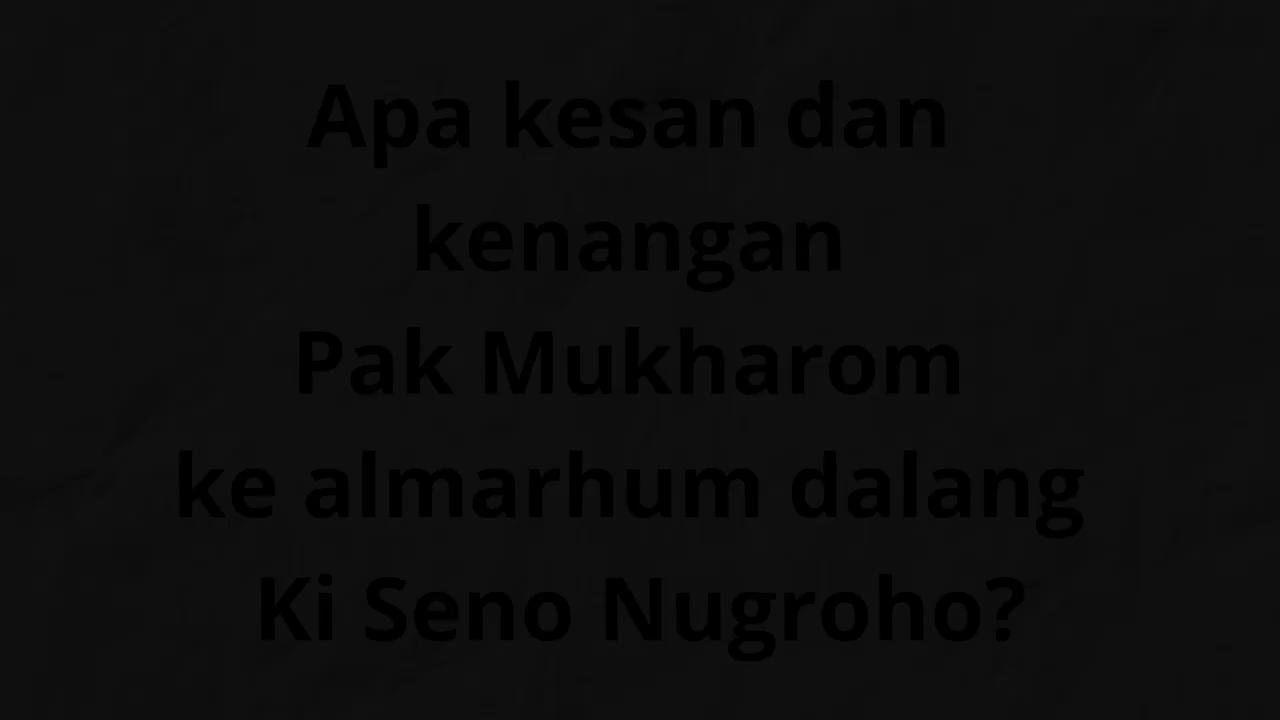 Apa kesan dan
kenangan
Pak Mukharom
ke almarhum dalang
Ki Seno Nugroho?